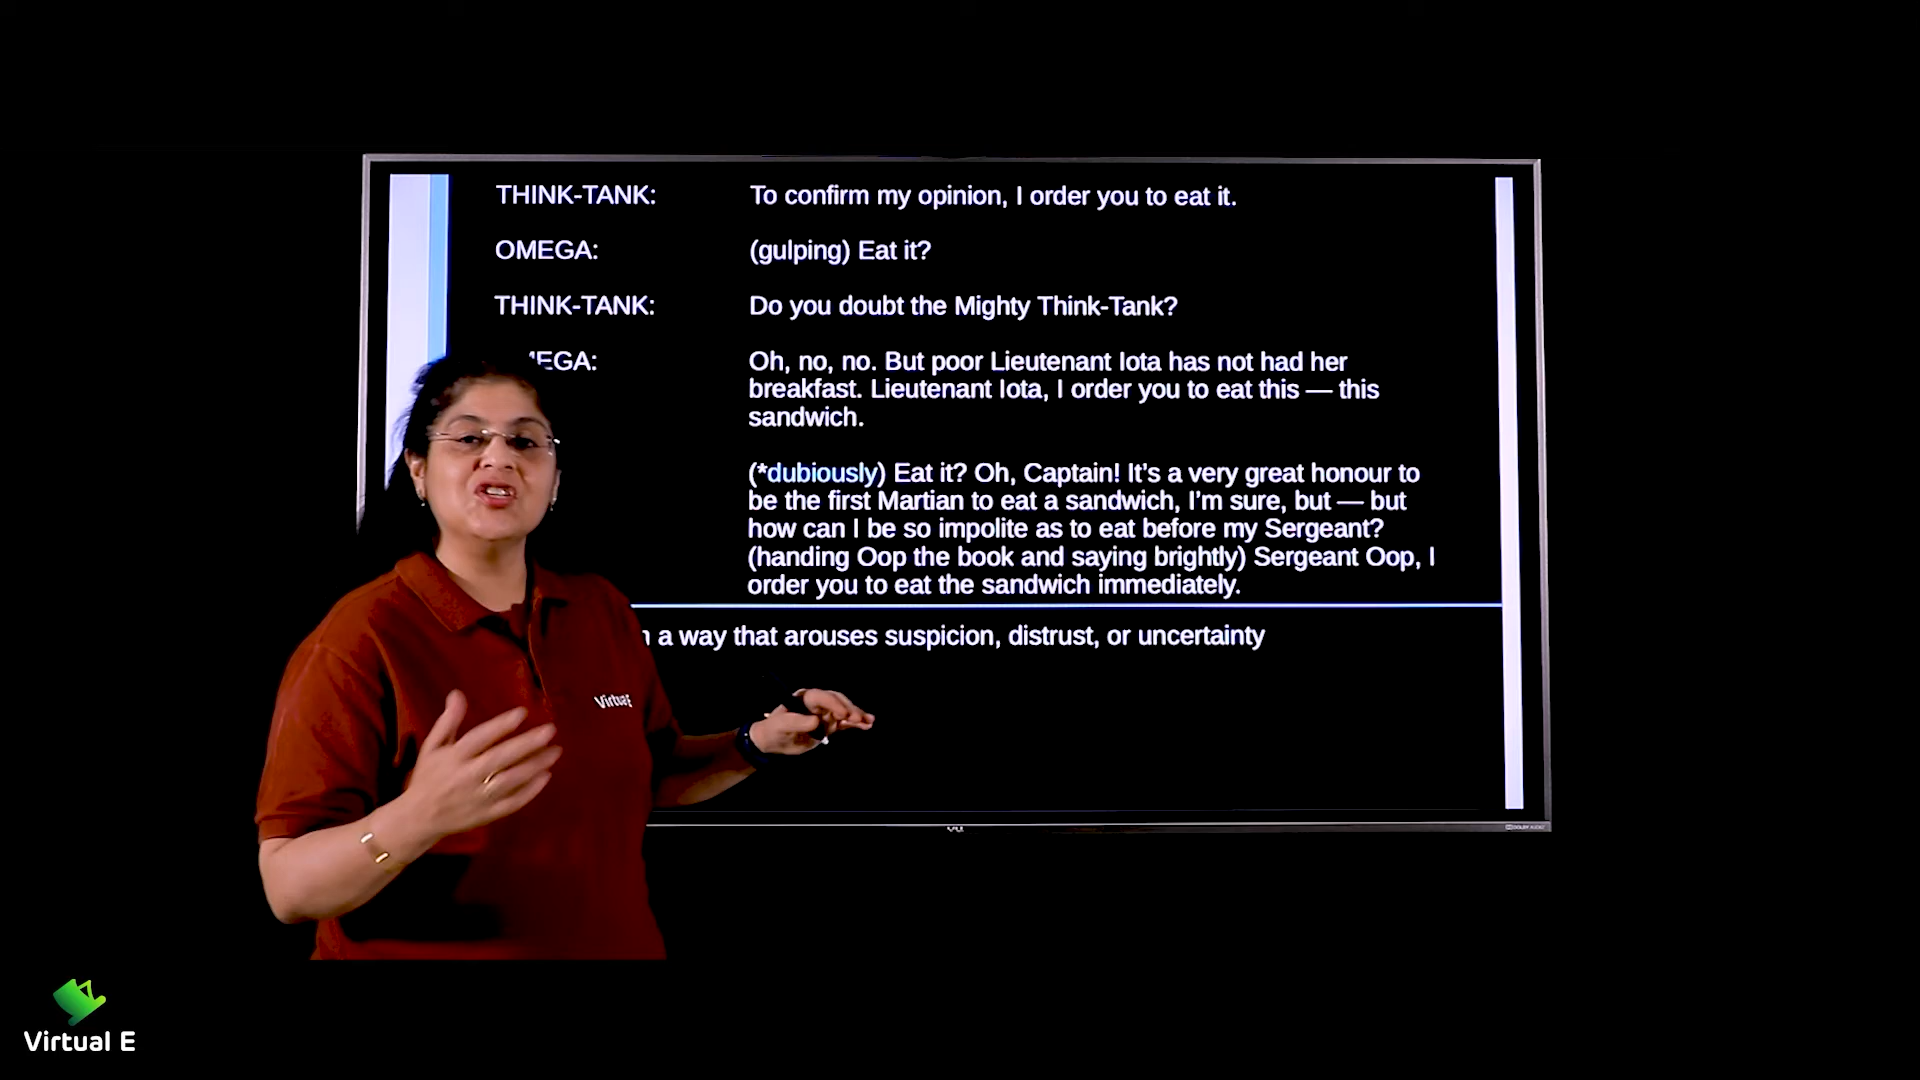 THINK-TANK: To confirm my opinion, I order you to eat it.
OMEGA: (gulping) Eat it?
THINK-TANK: Do you doubt the Mighty Think-Tank?
EGA: Oh, no, no. But poor Lieutenant Iota has not had her
breakfast. Lieutenant Iota, I order you to eat this — this
sandwich.
(*dubiously) Eat it? Oh, Captain! It's a very great honour to
be the first Martian to eat a sandwich, I'm sure, but — but
how can I be so impolite as to eat before my Sergeant?
(handing Oop the book and saying brightly) Sergeant Oop, I
order you to eat the sandwich immediately.
a way that arouses suspicion, distrust, or uncertainty
VirtualE
Virtual E